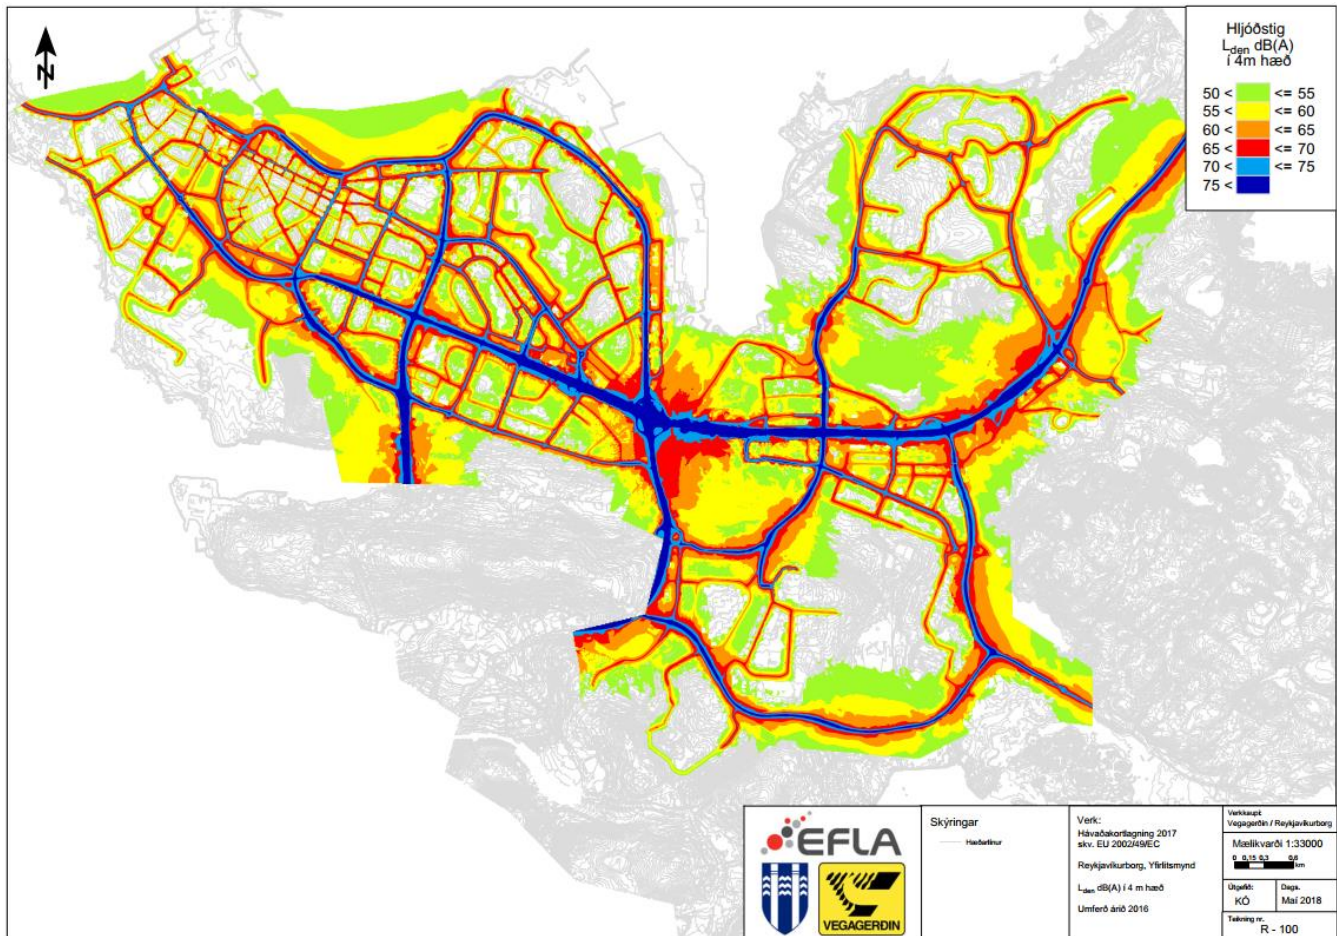 N
Hljóðstig
Lden dB(A)
í 4m hæð
50 < <= 55
55 < <= 60
60 < <= 65
65 < <= 70
70 < <= 75
75 <
EFLA
VEGAGERÐIN
Skýringar
Hæðarlínur
Verk:
Hávaðakortlagning 2017
skv. EU 2002/49/EC
Reykjavíkurborg, Yfirlitsmynd
Lden dB(A) í 4 m hæð
Umferð árið 2016
Verkkaupi:
Vegagerðin / Reykjavíkurborg
Mælikvarði 1:33000
0 0,15 0,3 0,6
km
Útgefið:
KÓ
Dags.
Maí 2018
Teikning nr.
R - 100